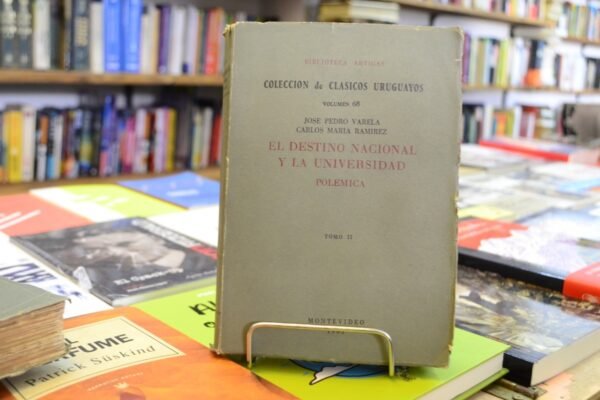 BIBLIOTECA ARTIGAS
COLECCION de CLASICOS URUGUAYOS
VOLUMEN 68
JOSE PEDRO VARELA
CARLOS MARIA RAMIREZ
EL DESTINO NACIONAL
Y LA UNIVERSIDAD
POLEMICA
TOMO II
MONTEVIDEO
PERFUME
Patrick Süskind